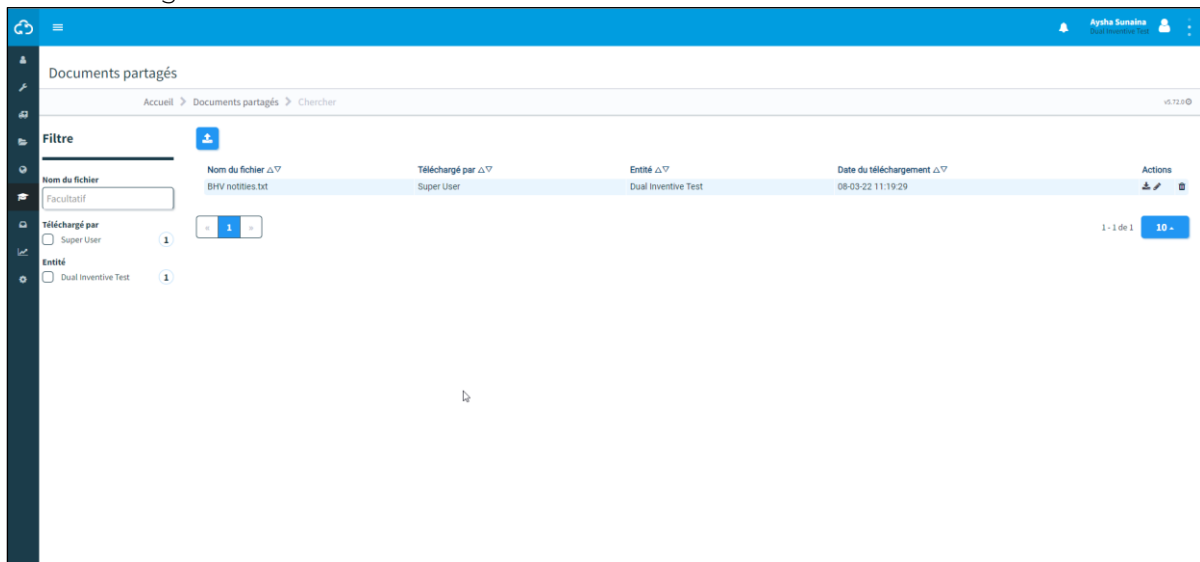 Aysha Sunaina
Dual Inventive Test
Documents partagés
Accueil > Documents partagés > Chercher
v5.72.0
Filtre
Nom du fichier
Facultatif
Téléchargé par
Super User 1
Entité
Dual Inventive Test 1
Nom du fichier △▽ Téléchargé par △▽ Entité △▽ Date du téléchargement △▽ Actions
BHV notities.txt Super User Dual Inventive Test 08-03-22 11:19:29
« 1 »
1 - 1 de 1 10